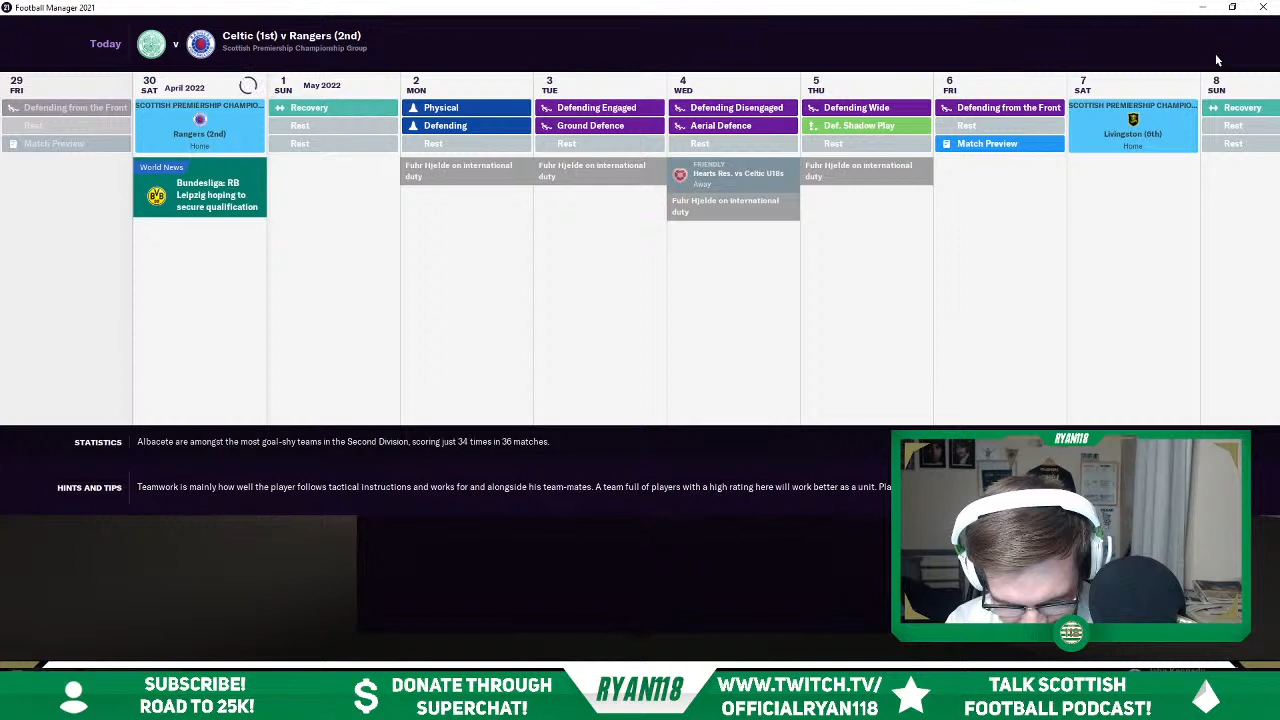 Football Manager 2021
Today
v
Celtic (1st) v Rangers (2nd)
Scottish Premiership Championship Group
29
FRI
30
SAT
April 2022
1
SUN
May 2022
2
MON
3
TUE
4
WED
5
THU
6
FRI
7
SAT
8
SUN
Defending from the Front
Rest
Match Preview
SCOTTISH PREMIERSHIP CHAMPIO...
Rangers (2nd)
Home
World News
Bundesliga: RB
Leipzig hoping to
secure qualification
Recovery
Rest
Rest
Physical
Defending
Rest
Fuhr Hjelde on international
duty
Defending Engaged
Ground Defence
Rest
Fuhr Hjelde on international
duty
Defending Disengaged
Aerial Defence
Rest
FRIENDLY
Hearts Res. vs Celtic U18s
Away
Fuhr Hjelde on international
duty
Defending Wide
Def. Shadow Play
Rest
Fuhr Hjelde on international
duty
Defending from the Front
Rest
Match Preview
SCOTTISH PREMIERSHIP CHAMPIO...
Livingston (6th)
Home
Recovery
Rest
Rest
STATISTICS
Albacete are amongst the most goal-shy teams in the Second Division, scoring just 34 times in 36 matches.
HINTS AND TIPS
Teamwork is mainly how well the player follows tactical instructions and works for and alongside his team-mates. A team full of players with a high rating here will work better as a unit. Pla
RYAN118
118
SUBSCRIBE!
ROAD TO 25K!
DONATE THROUGH
SUPERCHAT!
RYAN118
WWW.TWITCH.TV/
OFFICIALRYAN118
TALK SCOTTISH
FOOTBALL PODCAST!